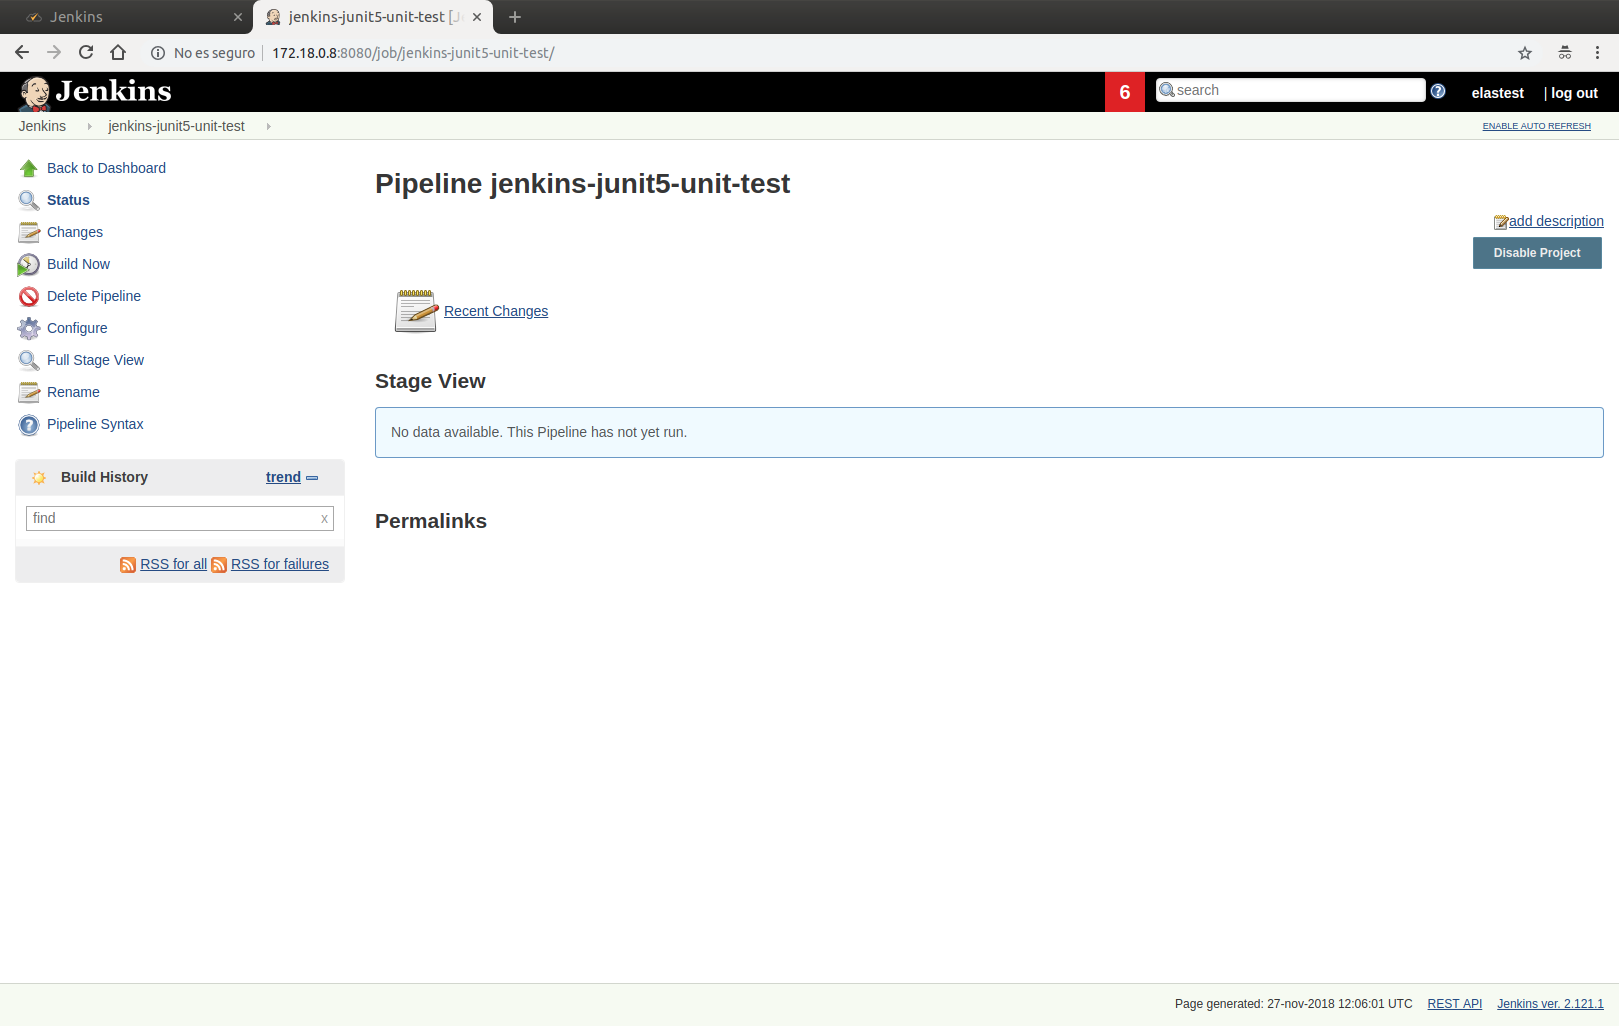 Jenkins
jenkins-junit5-unit-test [J
No es seguro 172.18.0.8:8080/job/jenkins-junit5-unit-test/
Jenkins
6
search
elastest
| log out
Jenkins
jenkins-junit5-unit-test
ENABLE AUTO REFRESH
Back to Dashboard
Status
Changes
Build Now
Delete Pipeline
Configure
Full Stage View
Rename
Pipeline Syntax
Build History
trend
find
x
RSS for all
RSS for failures
Pipeline jenkins-junit5-unit-test
add description
Disable Project
Recent Changes
Stage View
No data available. This Pipeline has not yet run.
Permalinks
Page generated: 27-nov-2018 12:06:01 UTC
REST API
Jenkins ver. 2.121.1